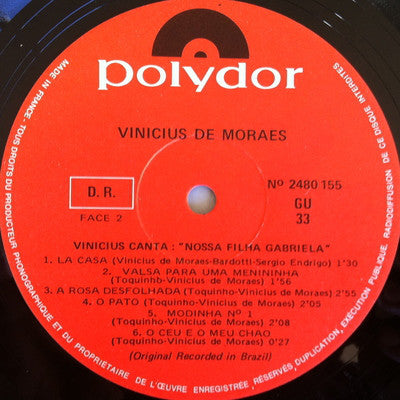 polydor
VINICIUS DE MORAES
D. R.
FACE 2
Nº 2480 155
GU
33
VINICIUS CANTA : "NOSSA FILHA GABRIELA"
1. LA CASA (Vinicius de Moraes-Bardotti-Sergio Endrigo) 1'30
2. VALSA PARA UMA MENININHA
(Toquinhb-Vinicius de Moraes) 1'56
3. A ROSA DESFOLHADA (Toquinho-Vinicius de Moraes) 2'55
4. O PATO (Toquinho-Vinicius de Moraes) 2'05
5. MODINHA Nº 1
(Toquinho-Vinicius de Moraes) 2'08
6. O CEU E O MEU CHAO
(Toquinho-Vinicius de Moraes) 0'27
(Original Recorded in Brazil)
MADE IN FRANCE - TOUS DROITS DU PRODUCTEUR PHONOGRAPHIQUE ET DU PROPRIETAIRE DE L'ŒUVRE ENREGISTRÉE, RÉSERVÉS, DUPLICATION, EXÉCUTION PUBLIQUE, RADIODIFFUSION DE CE DISQUE INTERDITES